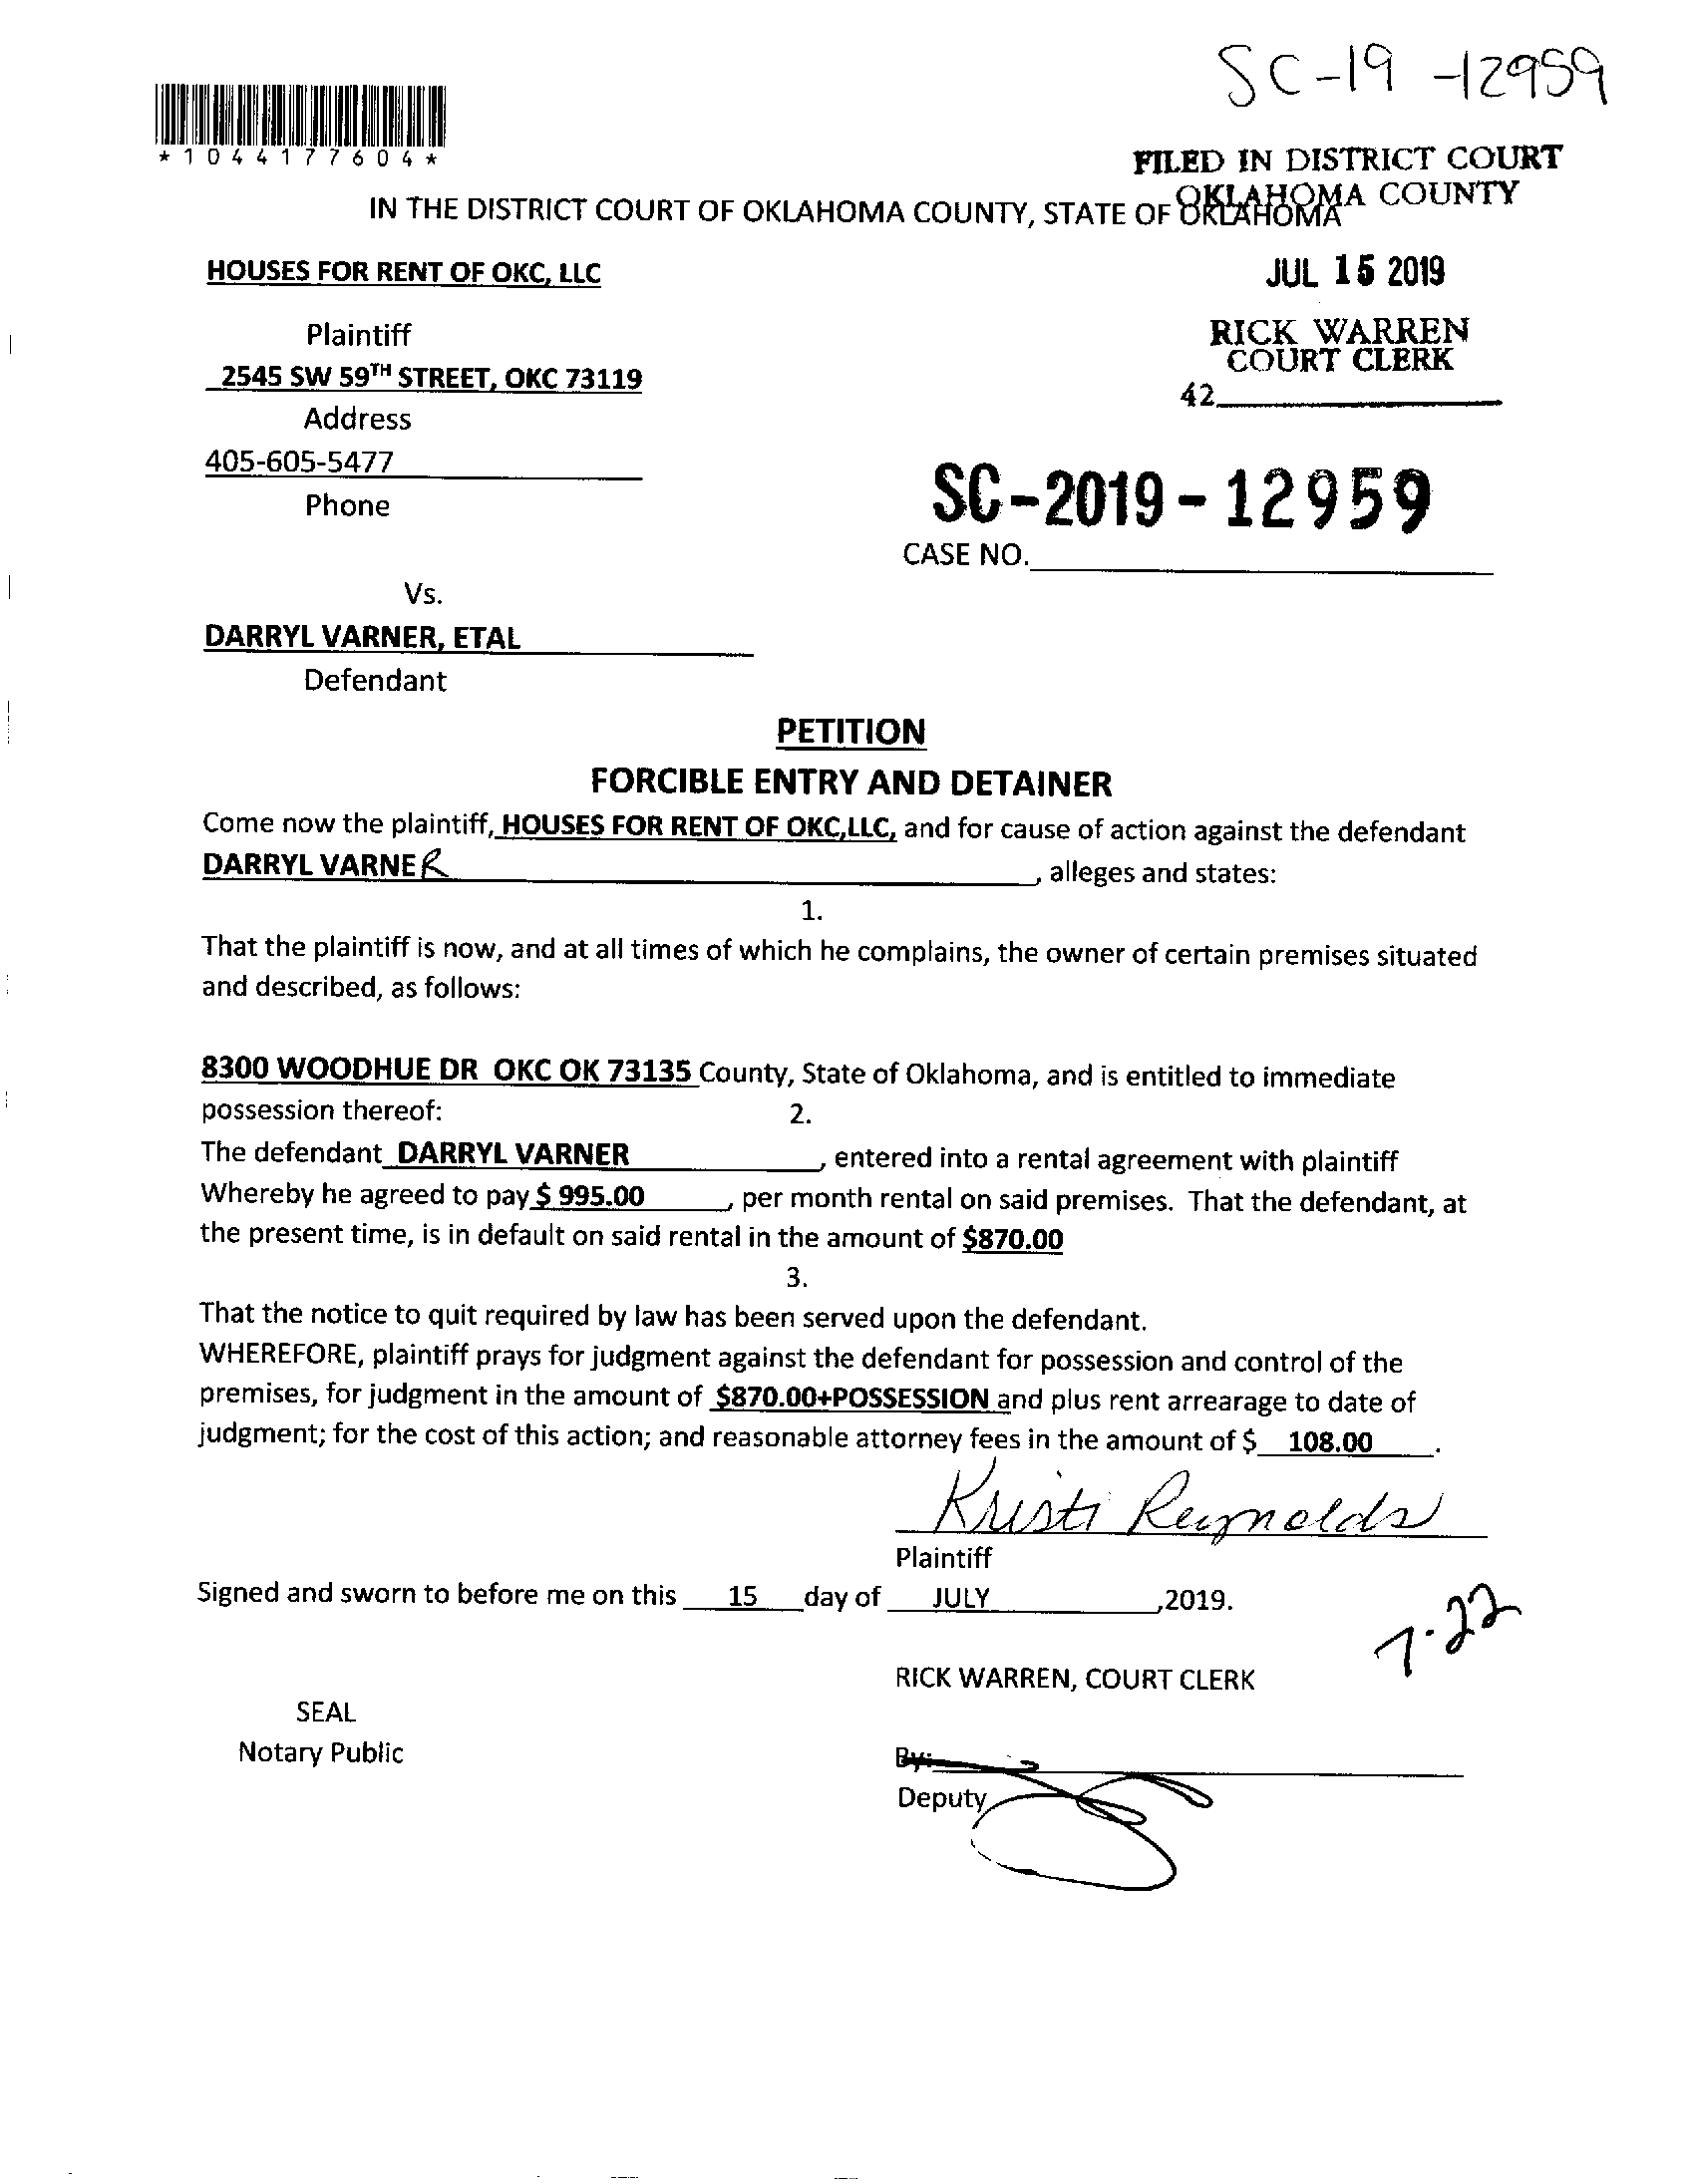 SC-19-12959
*1044177604*
FILED IN DISTRICT COURT
OKLAHOMA COUNTY
IN THE DISTRICT COURT OF OKLAHOMA COUNTY, STATE OF OKLAHOMA
HOUSES FOR RENT OF OKC, LLC
JUL 15 2019
Plaintiff
RICK WARREN
COURT CLERK
2545 SW 59TH STREET, OKC 73119
42
Address
405-605-5477
Phone
SC-2019-12959
CASE NO.
Vs.
DARRYL VARNER, ETAL
Defendant
PETITION
FORCIBLE ENTRY AND DETAINER
Come now the plaintiff, HOUSES FOR RENT OF OKC,LLC, and for cause of action against the defendant
DARRYL VARNER, alleges and states:
1.
That the plaintiff is now, and at all times of which he complains, the owner of certain premises situated
and described, as follows:
8300 WOODHUE DR OKC OK 73135 County, State of Oklahoma, and is entitled to immediate
possession thereof:
2.
The defendant DARRYL VARNER, entered into a rental agreement with plaintiff
Whereby he agreed to pay $ 995.00, per month rental on said premises. That the defendant, at
the present time, is in default on said rental in the amount of $870.00
3.
That the notice to quit required by law has been served upon the defendant.
WHEREFORE, plaintiff prays for judgment against the defendant for possession and control of the
premises, for judgment in the amount of $870.00+POSSESSION and plus rent arrearage to date of
judgment; for the cost of this action; and reasonable attorney fees in the amount of $ 108.00.
Kristi Reynolds
Plaintiff
Signed and sworn to before me on this 15 day of JULY,2019.
7-22
RICK WARREN, COURT CLERK
SEAL
Notary Public
By:
Deputy